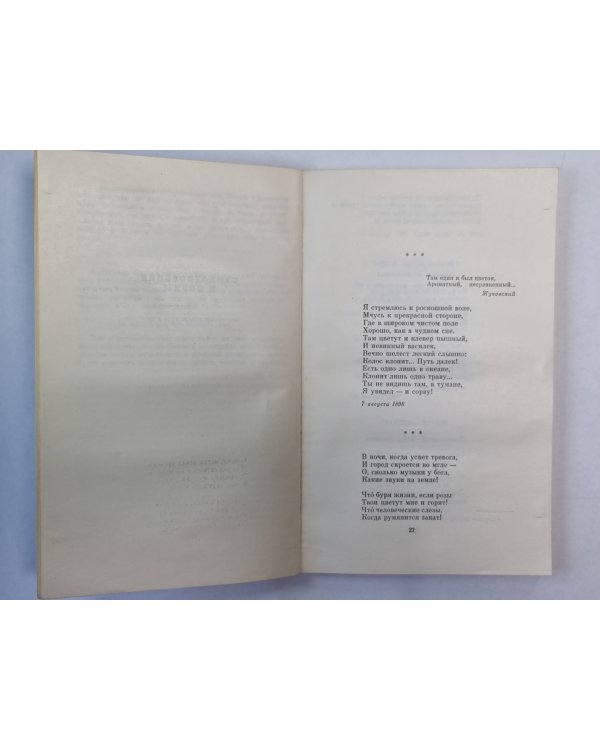 * * *
Там один и был цветок,
Ароматный, несравненный...
Жуковский
Я стремлюсь к роскошной воле,
Мчусь к прекрасной стороне,
Где в широком чистом поле
Хорошо, как в чудном сне.
Там цветут и клевер пышный,
И невинный василек,
Вечно шелест легкий слышно:
Колос клонит... Путь далек!
Есть одно лишь в океане,
Клонит лишь одно траву...
Ты не видишь там, в тумане,
Я увидел — и сорву!
7 августа 1898
* * *
В ночи, когда уснет тревога,
И город скроется во мгле —
О, сколько музыки у бога,
Какие звуки на земле!
Что́ буря жизни, если розы
Твои цветут мне и горят!
Что́ человеческие слезы,
Когда румянится закат!
27